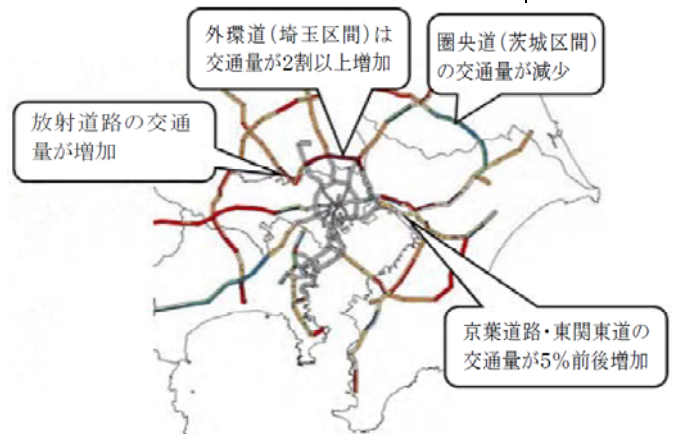 外環道(埼玉区間)は
交通量が2割以上増加
圏央道(茨城区間)
の交通量が減少
放射道路の交通
量が増加
京葉道路・東関東道の
交通量が5%前後増加